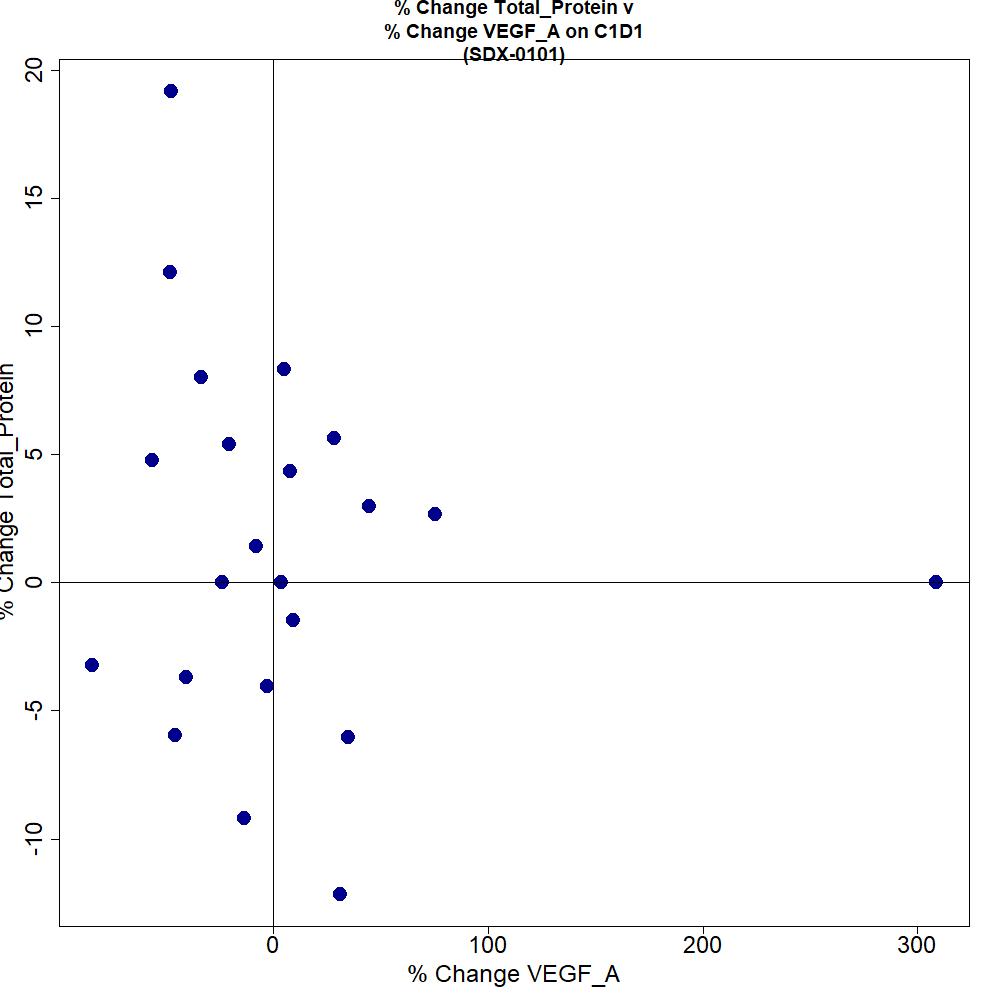 % Change Total_Protein v
% Change VEGF_A on C1D1
(SDX-0101)
% Change Total_Protein
20
15
10
5
0
-5
-10
0 100 200 300
% Change VEGF_A